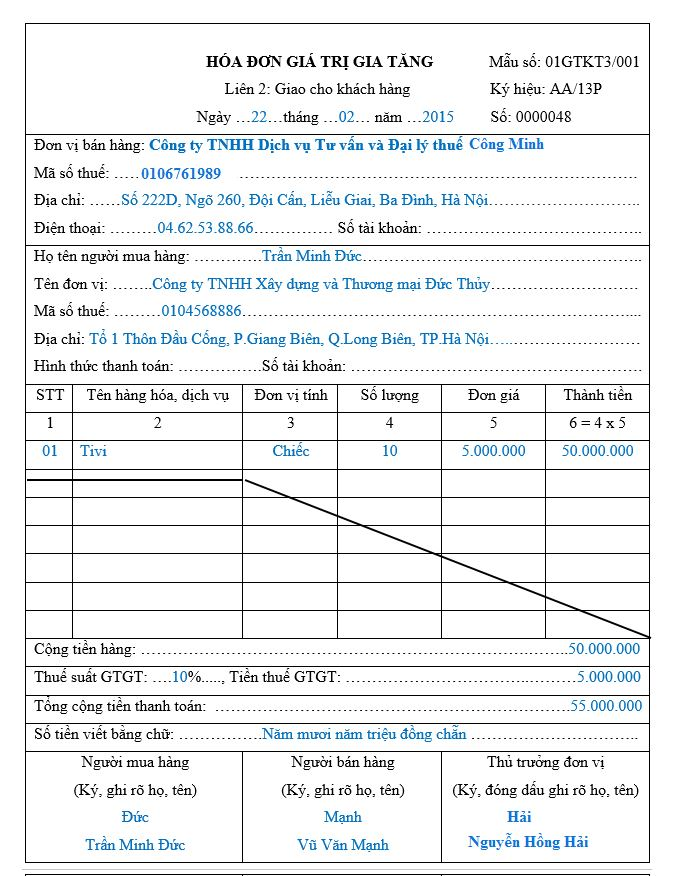 HÓA ĐƠN GIÁ TRỊ GIA TĂNG Mẫu số: 01GTKT3/001
Liên 2: Giao cho khách hàng Ký hiệu: AA/13P
Ngày …22…tháng …02… năm …2015 Số: 0000048
Đơn vị bán hàng: Công ty TNHH Dịch vụ Tư vấn và Đại lý thuế Công Minh
Mã số thuế: ……0106761989 ……………………………………………………………
Địa chỉ: ……Số 222D, Ngõ 260, Đội Cấn, Liễu Giai, Ba Đình, Hà Nội…………………………..
Điện thoại: ………04.62.53.88.66…………… Số tài khoản: ………………………………………..
Họ tên người mua hàng: …………Trần Minh Đức………………………………………………..
Tên đơn vị: ……..Công ty TNHH Xây dựng và Thương mại Đức Thủy………………………
Mã số thuế: ………0104568886……………………………………………………………………...
Địa chỉ: Tổ 1 Thôn Đầu Cống, P.Giang Biên, Q.Long Biên, TP.Hà Nội…..…………………
Hình thức thanh toán: ……………Số tài khoản: ………………………………………………
STT Tên hàng hóa, dịch vụ Đơn vị tính Số lượng Đơn giá Thành tiền
1 2 3 4 5 6 = 4 x 5
01 Tivi Chiếc 10 5.000.000 50.000.000
Cộng tiền hàng: …………………………………………………………………………..50.000.000
Thuế suất GTGT: ….10%....., Tiền thuế GTGT: ……………………………..………5.000.000
Tổng cộng tiền thanh toán: ……………………………………………………………..55.000.000
Số tiền viết bằng chữ: ……………Năm mươi năm triệu đồng chẵn …………………………..
Người mua hàng Người bán hàng Thủ trưởng đơn vị
(Ký, ghi rõ họ, tên) (Ký, ghi rõ họ, tên) (Ký, đóng dấu ghi rõ họ, tên)
Đức Mạnh Hải
Trần Minh Đức Vũ Văn Mạnh Nguyễn Hồng Hải